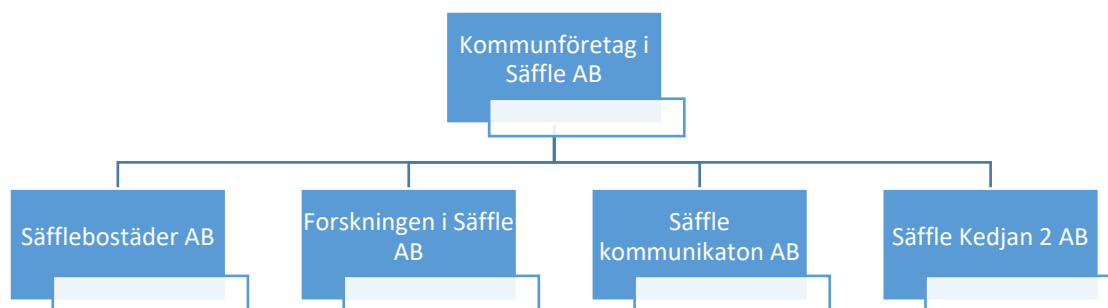 Kommunföretag i
Säffle AB
Säfflebostäder AB
Forskningen i Säffle
AB
Säffle
kommunikaton AB
Säffle Kedjan 2 AB